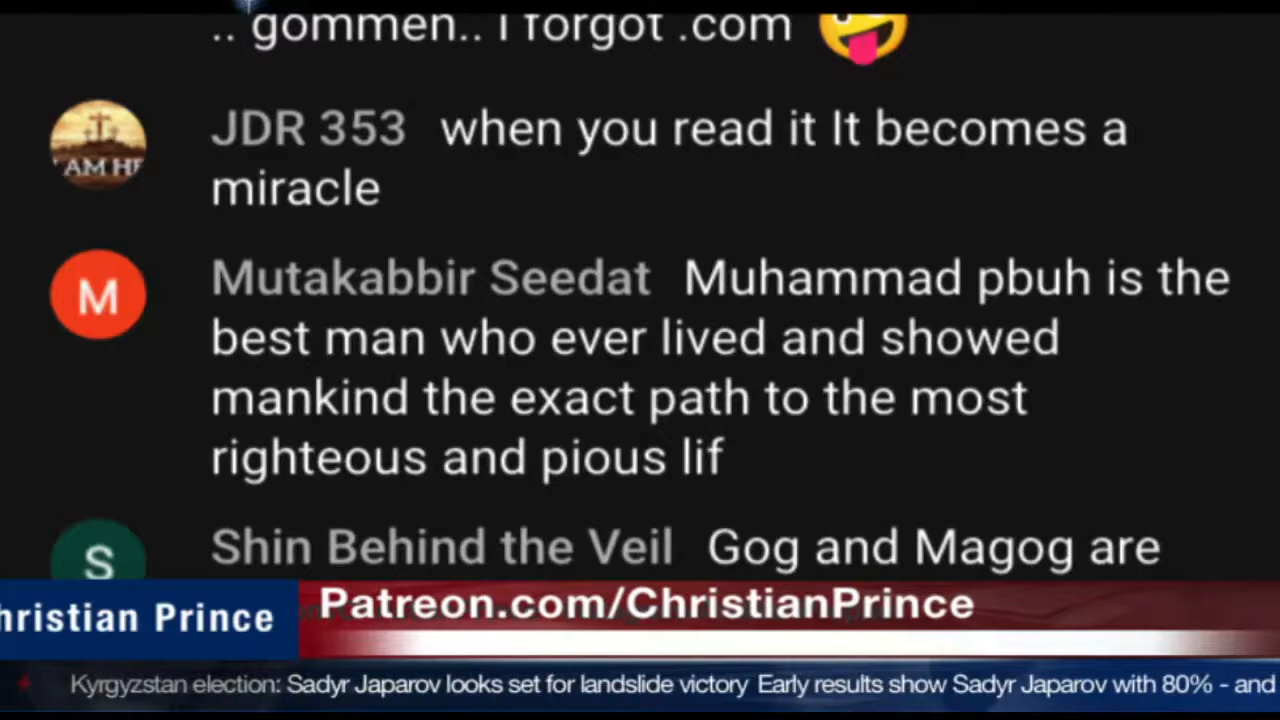 .. gommen.. I forgot .com
JDR 353 when you read it It becomes a
miracle
AM HE
M
Mutakabbir Seedat Muhammad pbuh is the
best man who ever lived and showed
mankind the exact path to the most
righteous and pious lif
S
Shin Behind the Veil Gog and Magog are
hristian Prince
Patreon.com/ChristianPrince
Kyrgyzstan election: Sadyr Japarov looks set for landslide victory Early results show Sadyr Japarov with 80% - and